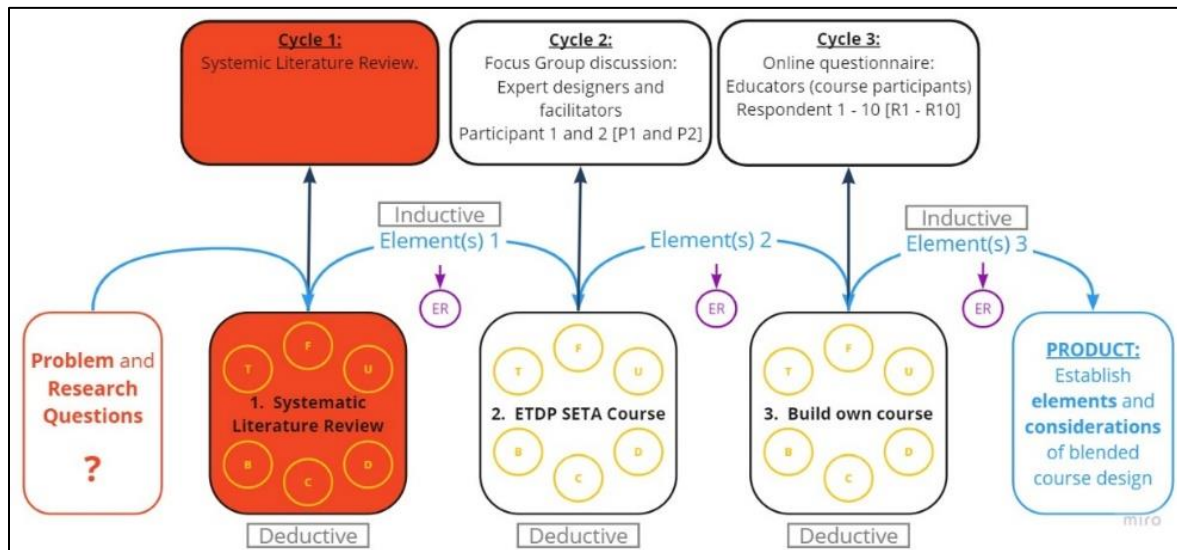 Cycle 1:
Systemic Literature Review.
Cycle 2:
Focus Group discussion:
Expert designers and
facilitators
Participant 1 and 2 [P1 and P2]
Cycle 3:
Online questionnaire:
Educators (course participants)
Respondent 1 - 10 [R1 - R10]
Inductive
Element(s) 1
Element(s) 2
Inductive
Element(s) 3
ER
ER
ER
Problem and
Research
Questions
?
F
T
U
1. Systematic
Literature Review
B
D
C
F
T
U
2. ETDP SETA Course
B
D
C
F
T
U
3. Build own course
B
D
C
PRODUCT:
Establish
elements and
considerations
of blended
course design
miro
Deductive
Deductive
Deductive